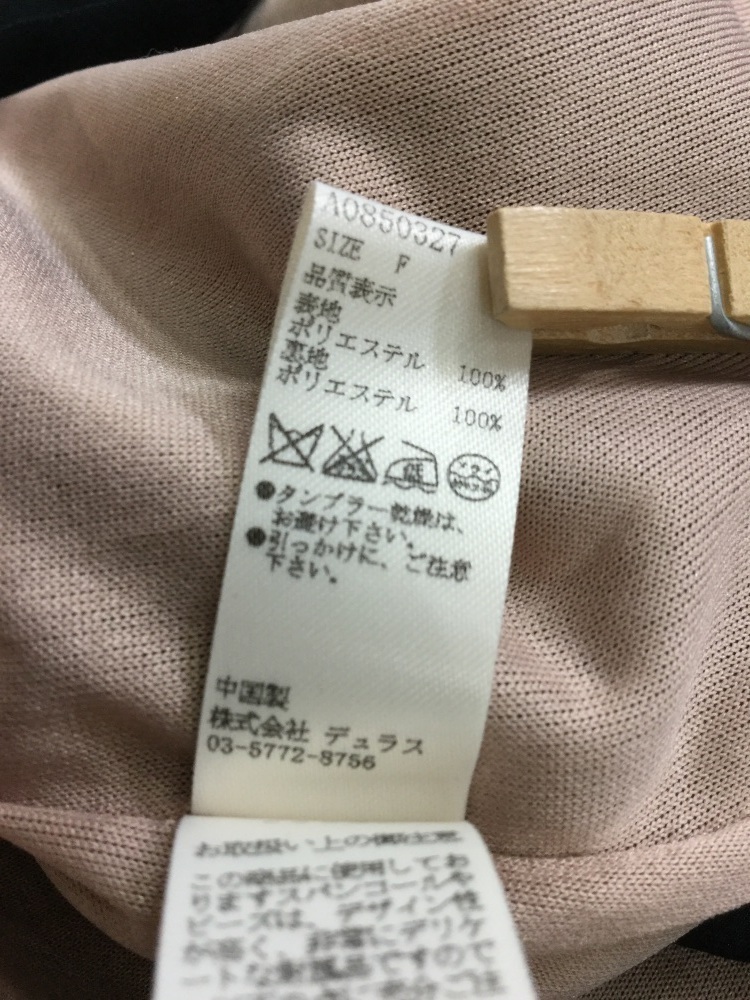 A0850327
SIZE F
品質表示
表地
ポリエステル 100%
裏地
ポリエステル 100%
低
●タンブラー乾燥は、
お避け下さい。
●引っかけに、ご注意
下さい。
中国製
株式会社 デュラス
03-5772-8756
お取扱い上の御注意
この商品に使用してお
りますスパンコールや
ビーズは、デザイン性
が高く、非常にデリケ
ートな付属品ですので